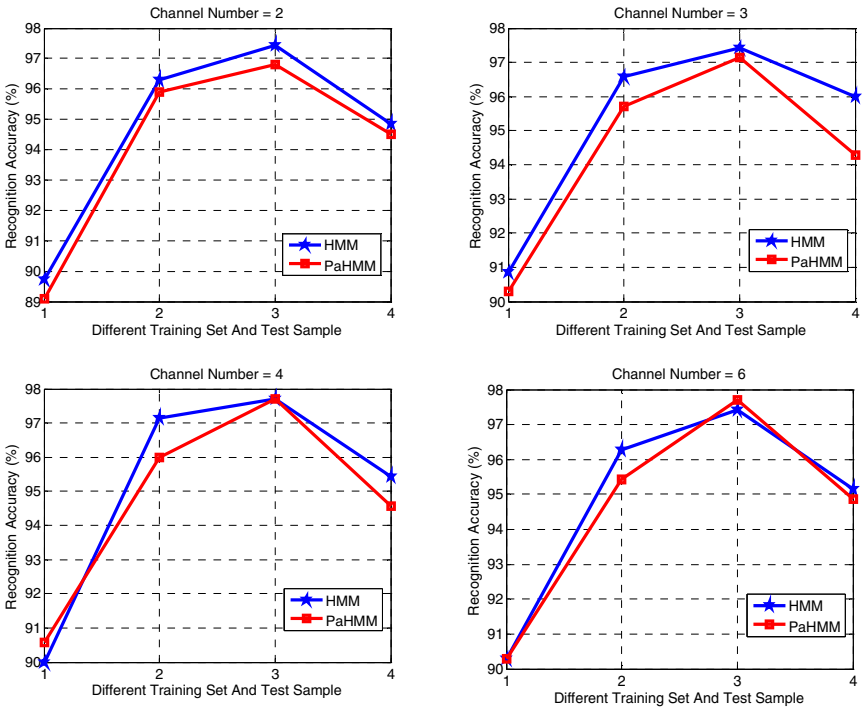 Channel Number = 2
98
97
96
95
94
93
92
91
90
89
Recognition Accuracy (%)
HMM
PaHMM
1 2 3 4
Different Training Set And Test Sample
Channel Number = 3
98
97
96
95
94
93
92
91
90
Recognition Accuracy (%)
HMM
PaHMM
1 2 3 4
Different Training Set And Test Sample
Channel Number = 4
98
97
96
95
94
93
92
91
90
Recognition Accuracy (%)
HMM
PaHMM
1 2 3 4
Different Training Set And Test Sample
Channel Number = 6
98
97
96
95
94
93
92
91
90
Recognition Accuracy (%)
HMM
PaHMM
1 2 3 4
Different Training Set And Test Sample